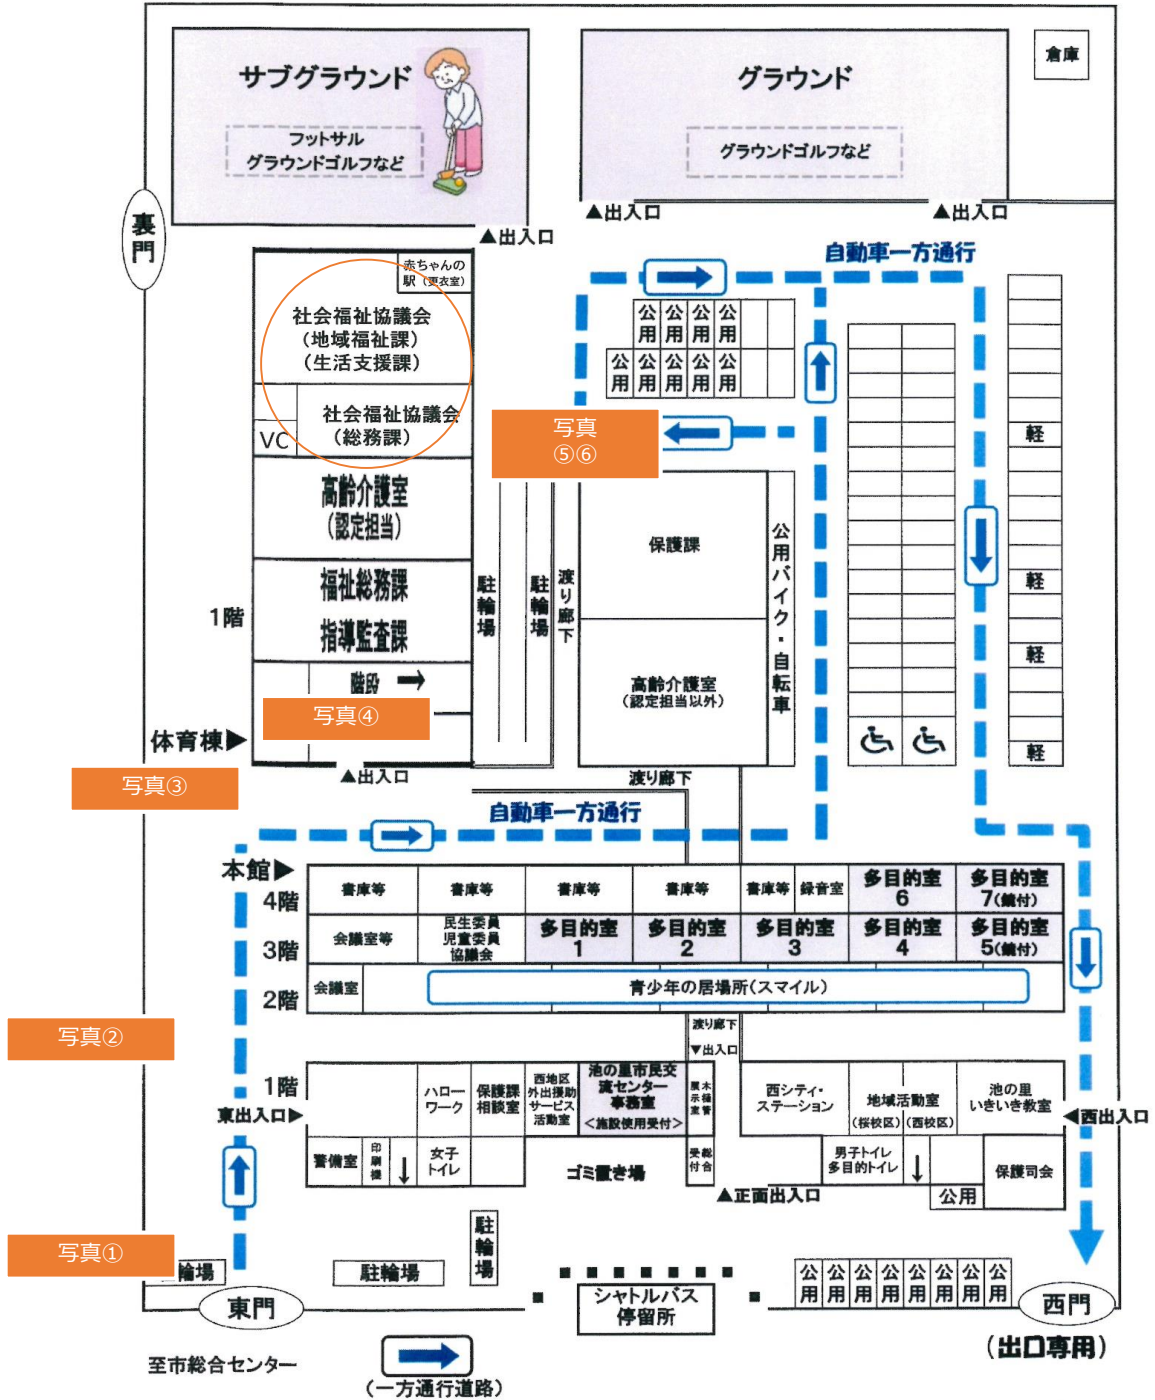 サブグラウンド
フットサル
グラウンドゴルフなど
グラウンド
グラウンドゴルフなど
倉庫
裏門
▲出入口
▲出入口
▲出入口
自動車一方通行
赤ちゃんの
駅（更衣室）
社会福祉協議会
（地域福祉課）
（生活支援課）
社会福祉協議会
（総務課）
VC
高齢介護室
（認定担当）
福祉総務課
指導監査課
1階
階段
写真④
体育棟▶
写真③
▲出入口
駐輪場
駐輪場
渡り廊下
公用 公用 公用 公用
公用 公用 公用 公用 公用
写真
⑤⑥
保護課
高齢介護室
（認定担当以外）
公用バイク・自転車
渡り廊下
軽
軽
軽
軽
自動車一方通行
本館▶
4階
書庫等
書庫等
書庫等
書庫等
書庫等
録音室
多目的室
6
多目的室
7（鏡付）
3階
会議室等
民生委員
児童委員
協議会
多目的室
1
多目的室
2
多目的室
3
多目的室
4
多目的室
5（鏡付）
2階
会議室
青少年の居場所（スマイル）
写真②
渡り廊下
▼出入口
1階
東出入口▶
ハロー
ワーク
保護課
相談室
西地区
外出援助
サービス
活動室
池の里市民交
流センター
事務室
＜施設使用受付＞
木樋管
展示室
西シティ・
ステーション
地域活動室
（桜校区）
（西校区）
池の里
いきいき教室
◀西出入口
警備室
印刷機
女子
トイレ
ゴミ置き場
総合
受付
▲正面出入口
男子トイレ
多目的トイレ
公用
保護司会
写真①
輪場
駐輪場
駐輪場
東門
シャトルバス
停留所
公用 公用 公用 公用 公用 公用 公用 公用
西門
（出口専用）
至市総合センター
（一方通行道路）